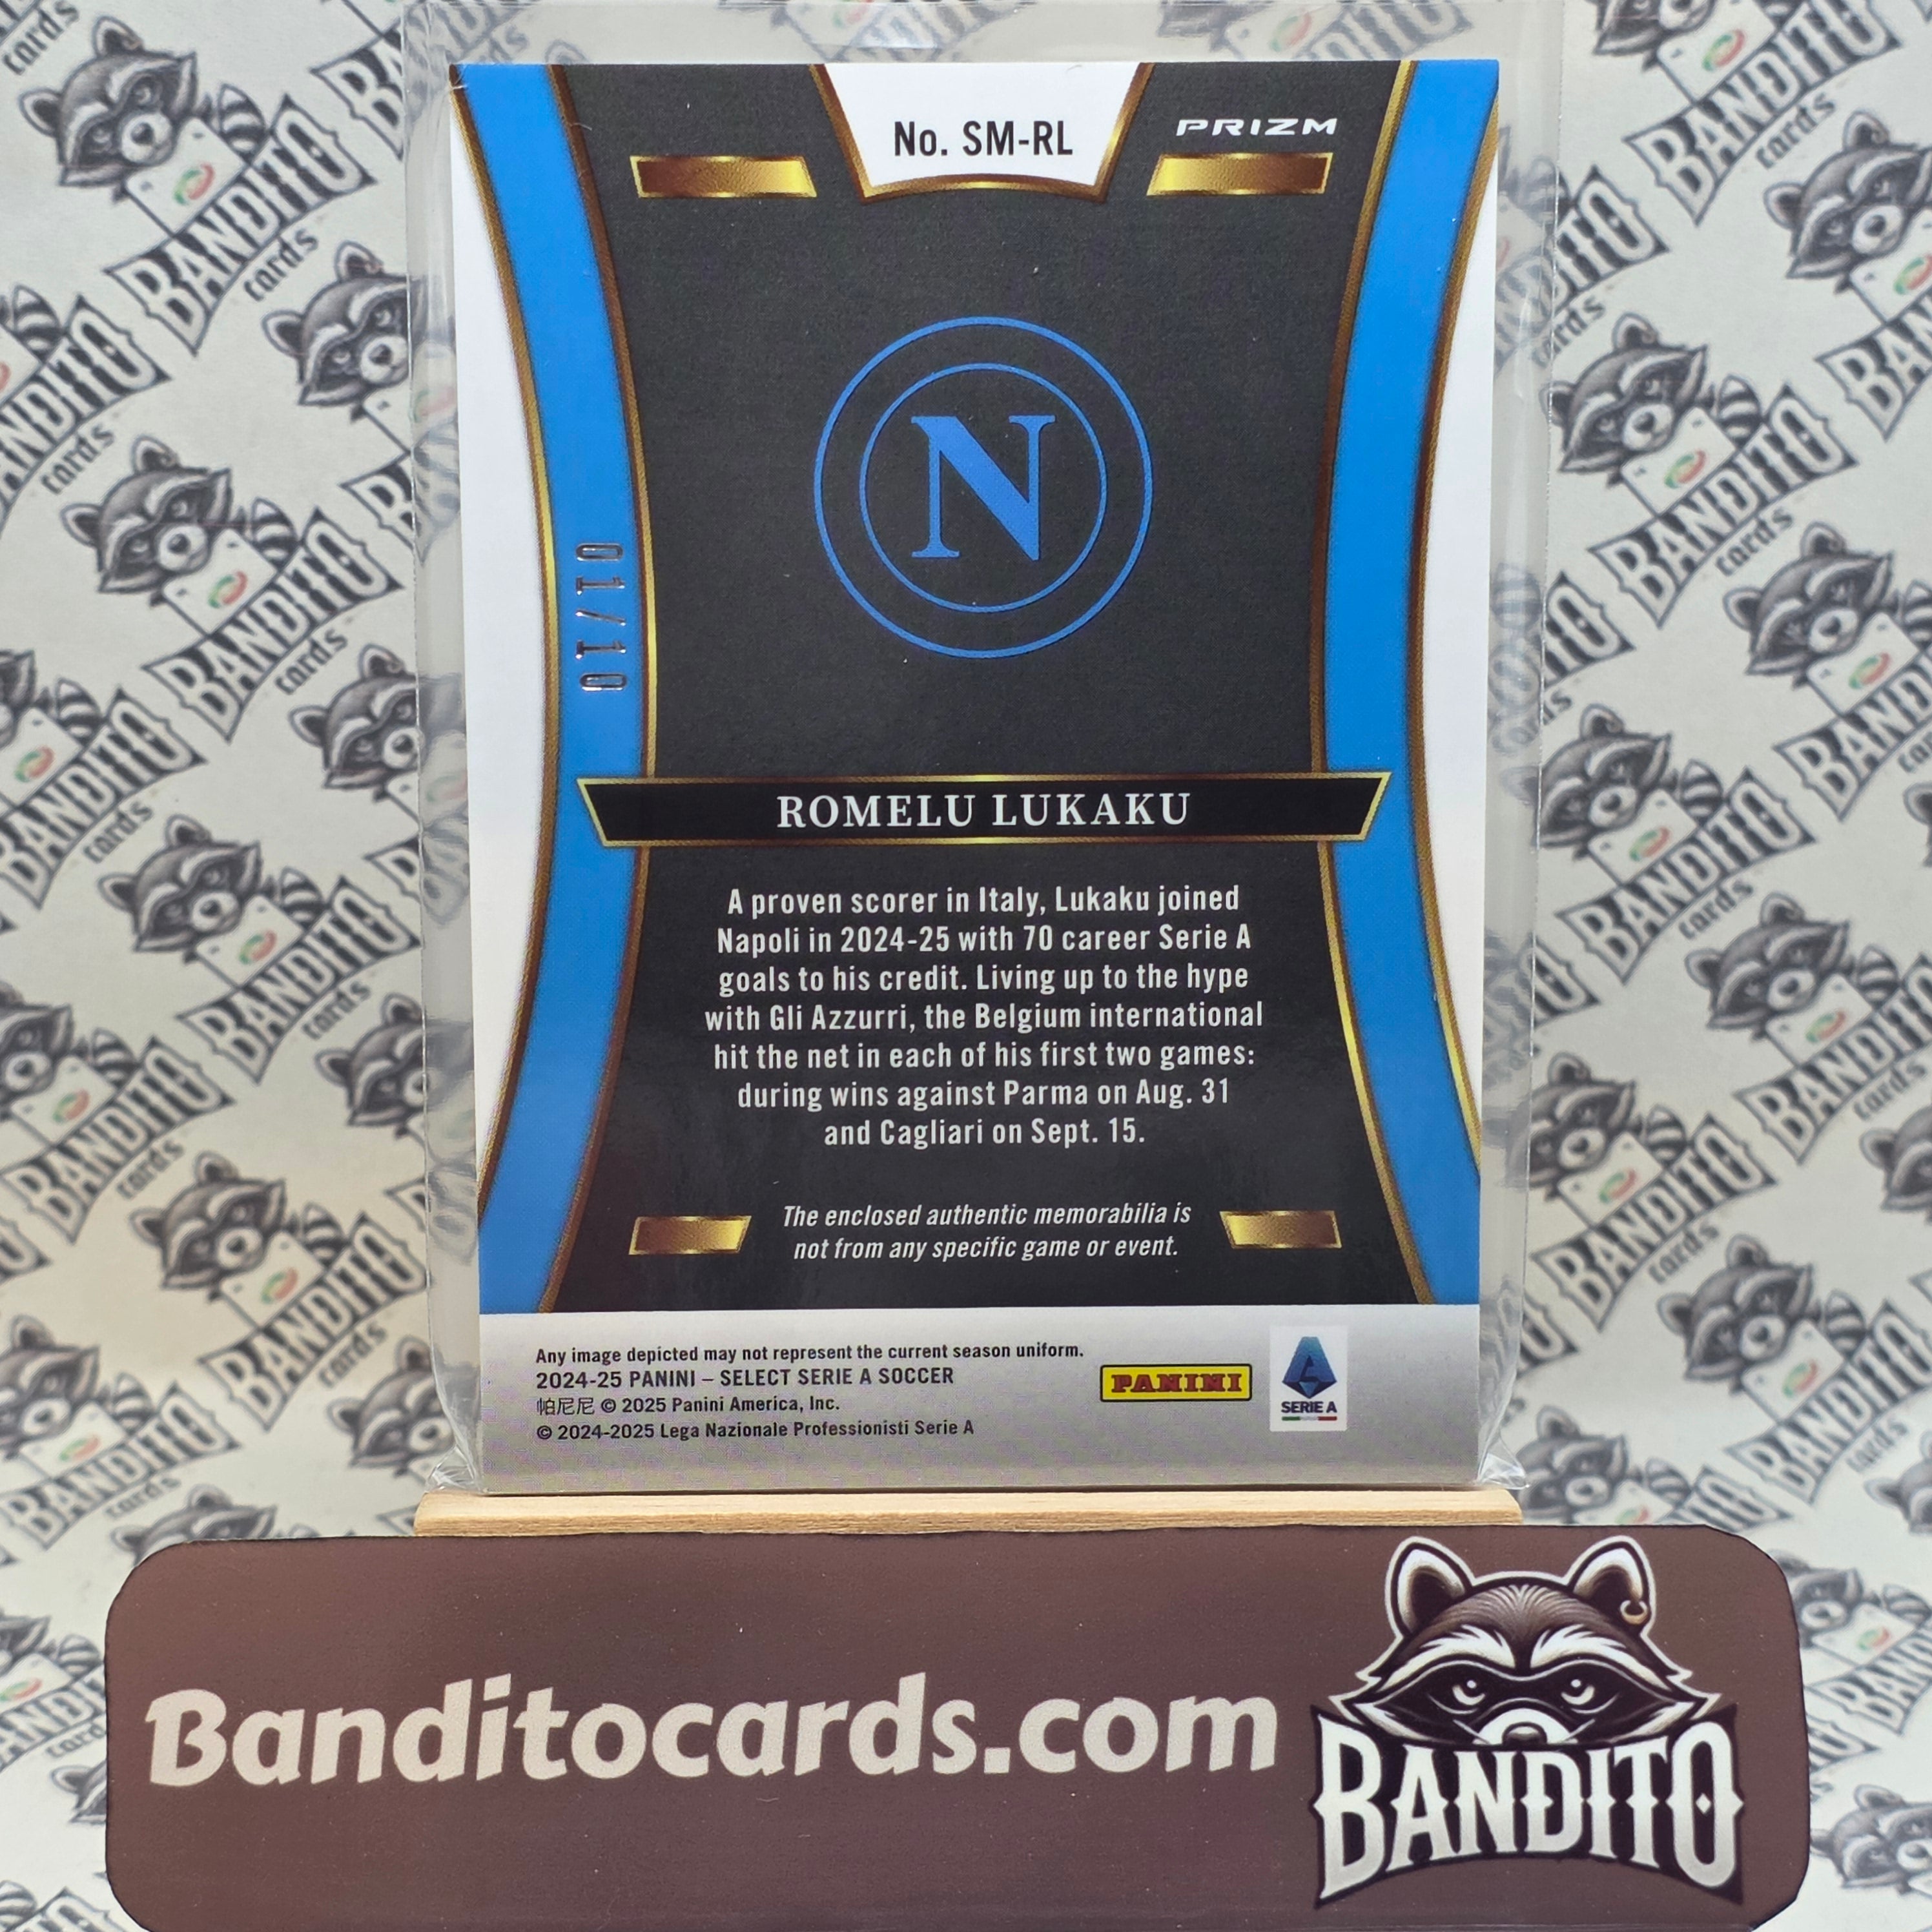 No. SM-RL
PRIZM
N
01/10
ROMELU LUKAKU
A proven scorer in Italy, Lukaku joined
Napoli in 2024-25 with 70 career Serie A
goals to his credit. Living up to the hype
with Gli Azzurri, the Belgium international
hit the net in each of his first two games:
during wins against Parma on Aug. 31
and Cagliari on Sept. 15.
The enclosed authentic memorabilia is
not from any specific game or event.
Any image depicted may not represent the current season uniform.
2024-25 PANINI – SELECT SERIE A SOCCER
帕尼尼 © 2025 Panini America, Inc.
© 2024-2025 Lega Nazionale Professionisti Serie A
PANINI
SERIE A
Banditocards.com
BANDITO
BANDITO
cards